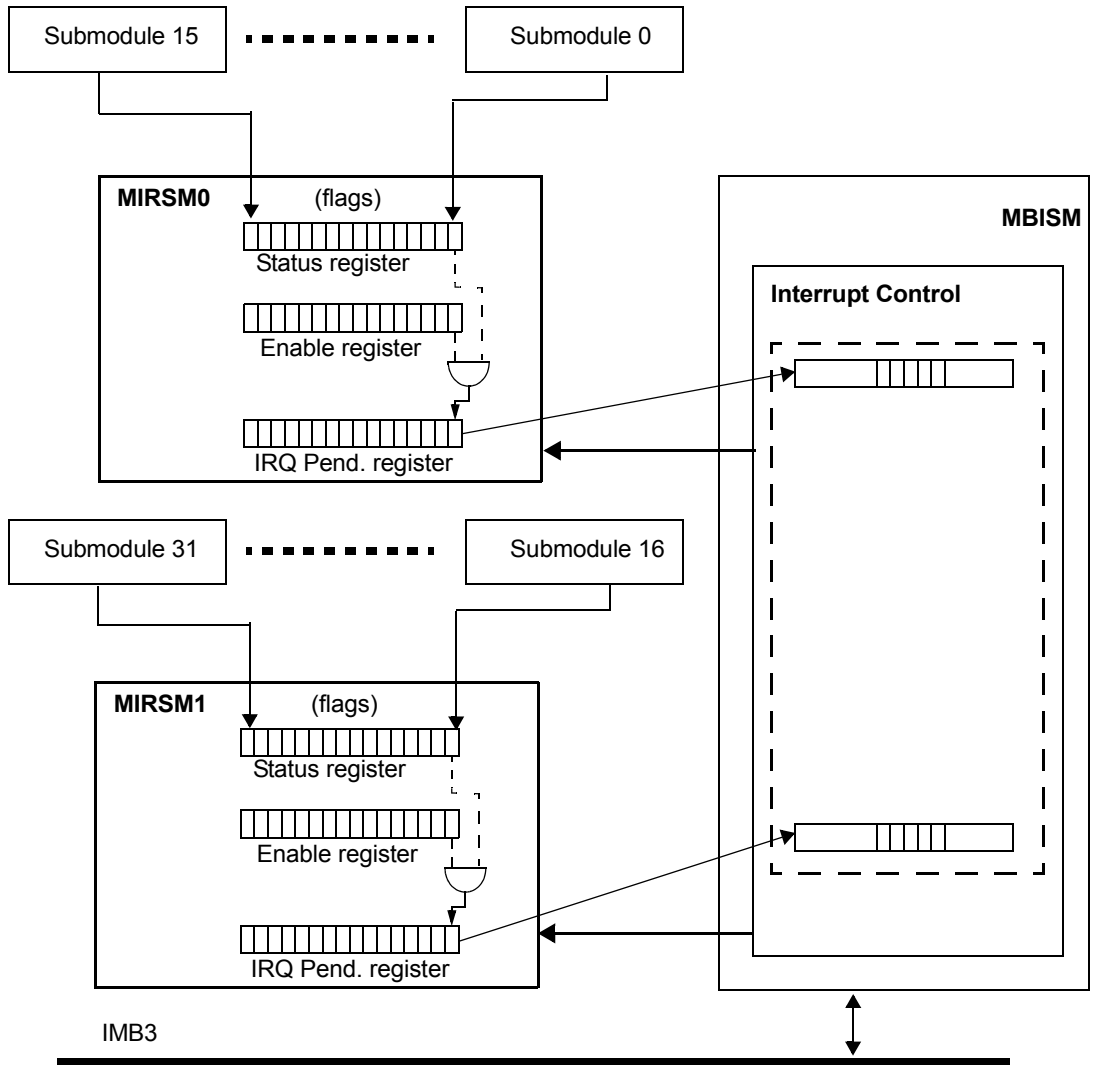 Submodule 15
Submodule 0
MIRSM0
(flags)
Status register
Enable register
IRQ Pend. register
MBISM
Interrupt Control
Submodule 31
Submodule 16
MIRSM1
(flags)
Status register
Enable register
IRQ Pend. register
IMB3